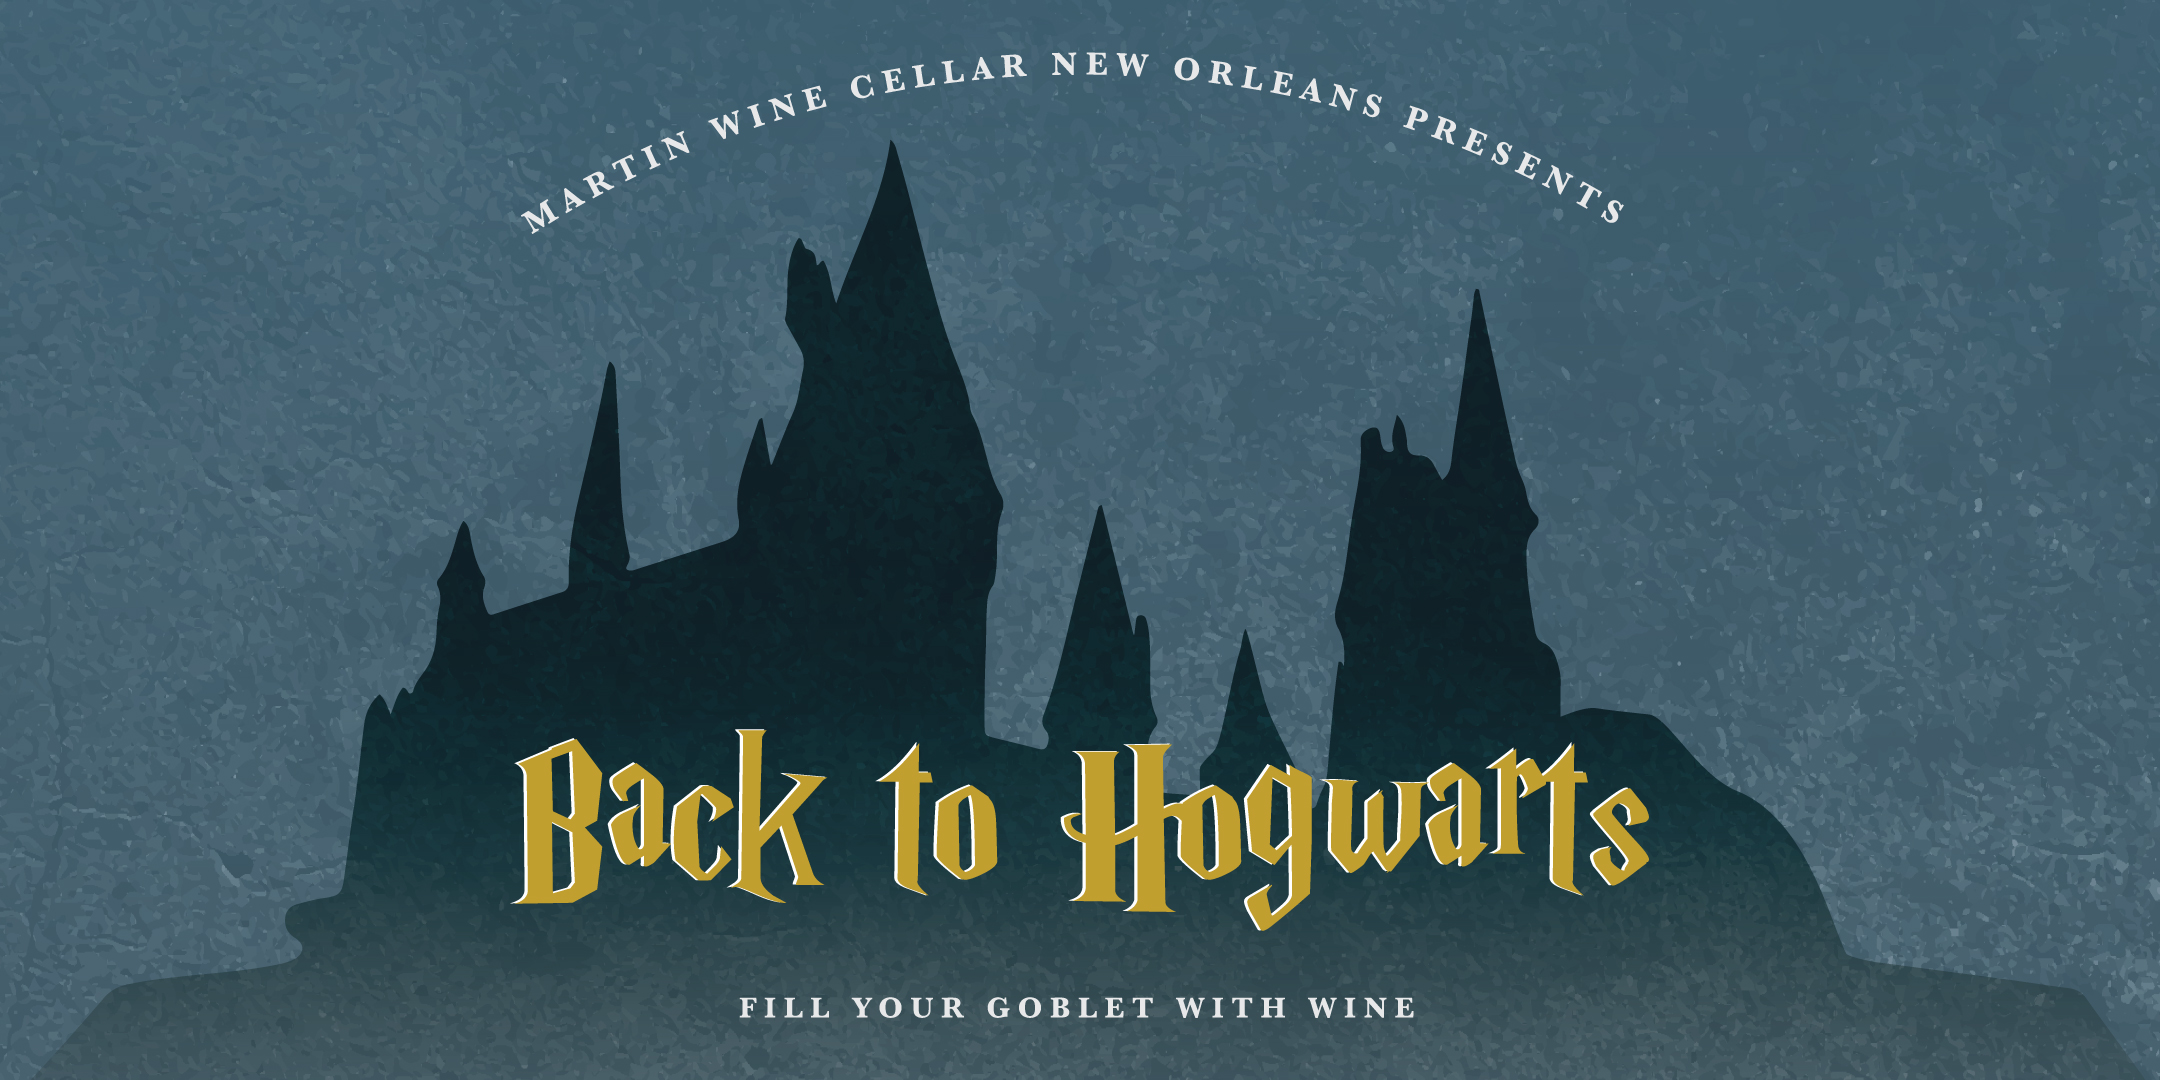 MARTIN WINE CELLAR NEW ORLEANS PRESENTS
Back to Hogwarts
FILL YOUR GOBLET WITH WINE